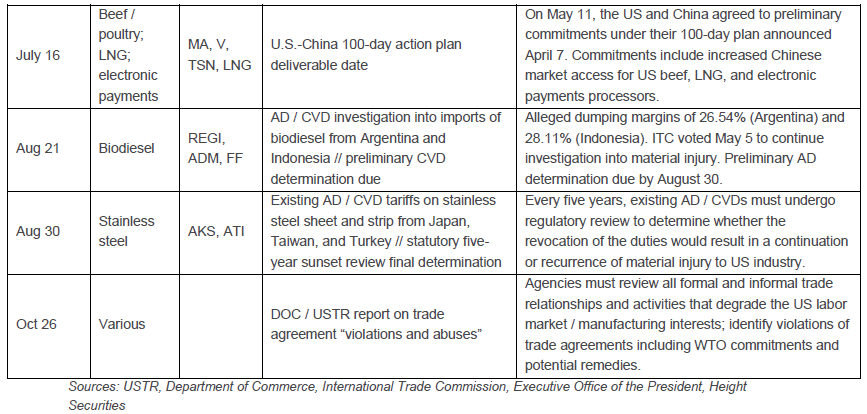 July 16
Beef /
poultry;
LNG;
electronic
payments
MA, V,
TSN, LNG
U.S.-China 100-day action plan
deliverable date
On May 11, the US and China agreed to preliminary
commitments under their 100-day plan announced
April 7. Commitments include increased Chinese
market access for US beef, LNG, and electronic
payments processors.
Aug 21
Biodiesel
REGI,
ADM, FF
AD / CVD investigation into imports of
biodiesel from Argentina and
Indonesia // preliminary CVD
determination due
Alleged dumping margins of 26.54% (Argentina) and
28.11% (Indonesia). ITC voted May 5 to continue
investigation into material injury. Preliminary AD
determination due by August 30.
Aug 30
Stainless
steel
AKS, ATI
Existing AD / CVD tariffs on stainless
steel sheet and strip from Japan,
Taiwan, and Turkey // statutory five-
year sunset review final determination
Every five years, existing AD / CVDs must undergo
regulatory review to determine whether the
revocation of the duties would result in a continuation
or recurrence of material injury to US industry.
Oct 26
Various
DOC / USTR report on trade
agreement “violations and abuses”
Agencies must review all formal and informal trade
relationships and activities that degrade the US labor
market / manufacturing interests; identify violations of
trade agreements including WTO commitments and
potential remedies.
Sources: USTR, Department of Commerce, International Trade Commission, Executive Office of the President, Height
Securities